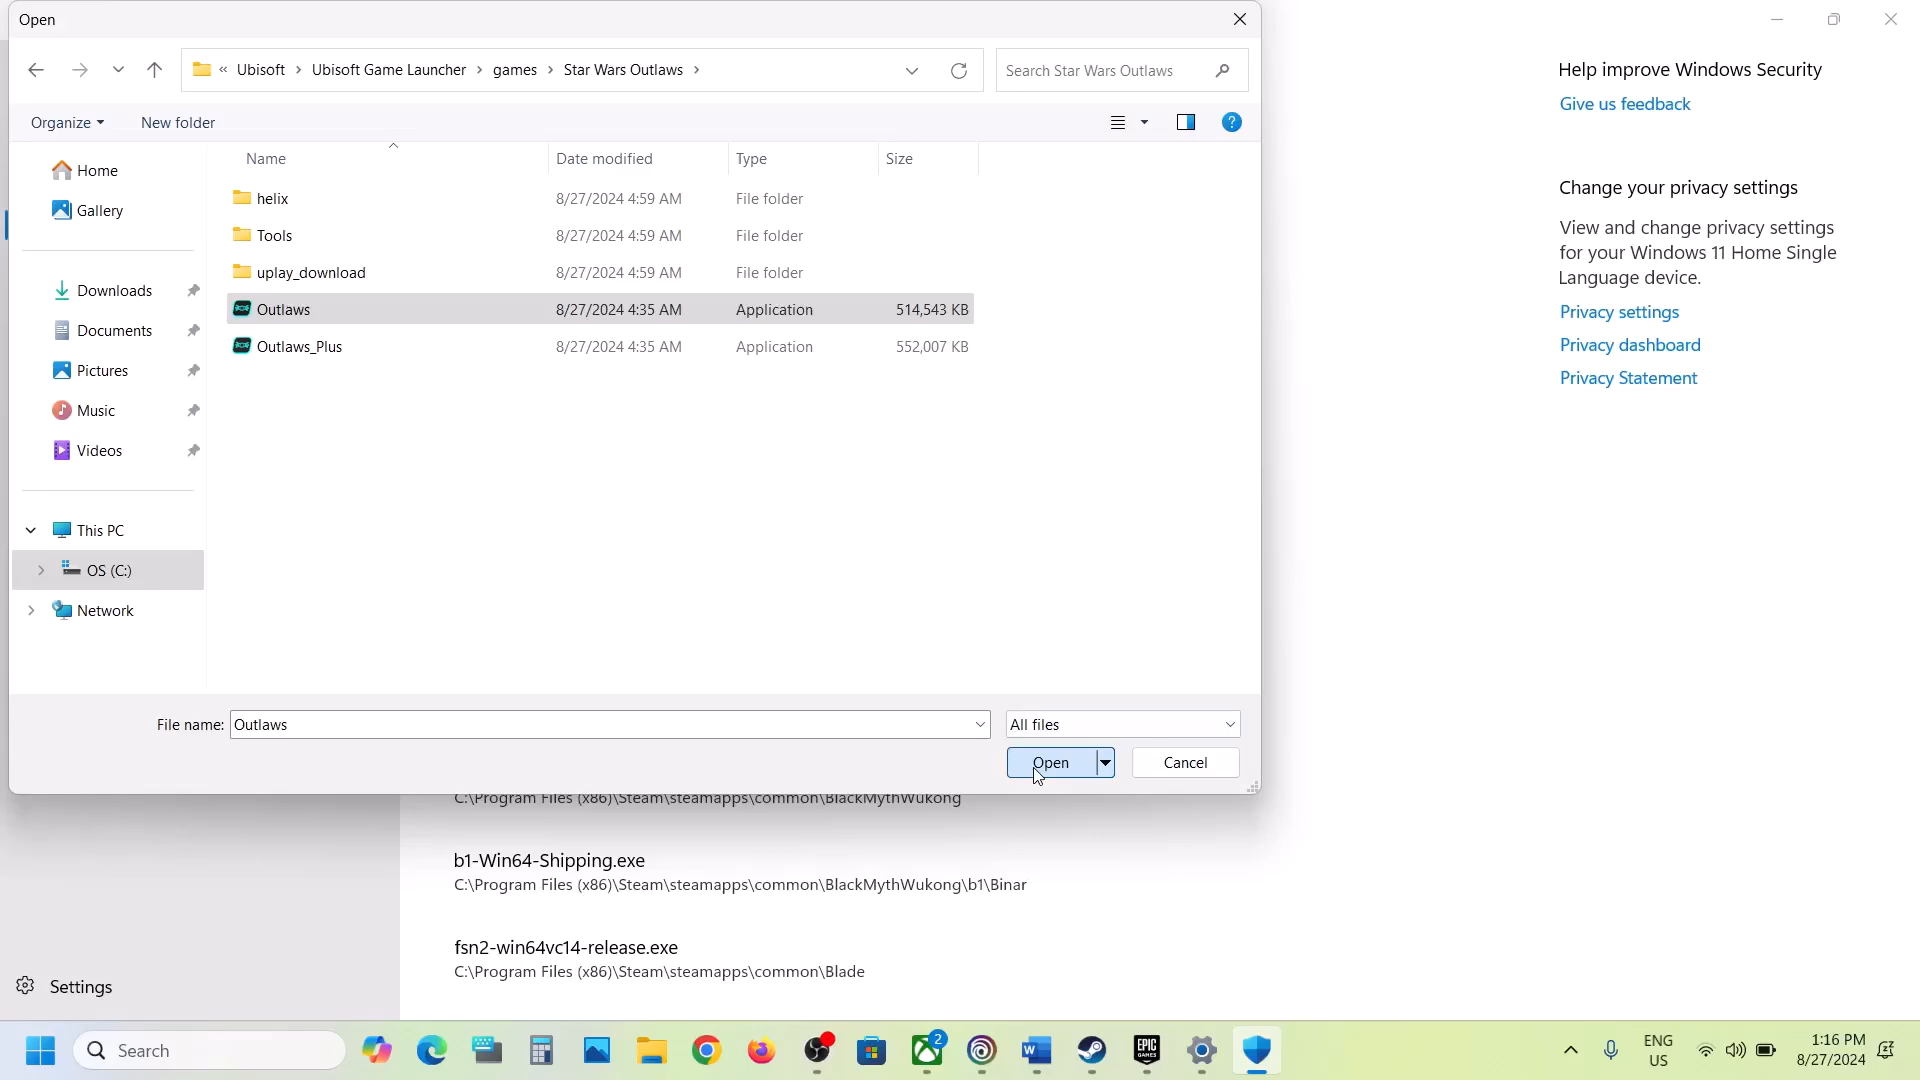 Open
« Ubisoft > Ubisoft Game Launcher > games > Star Wars Outlaws >
Search Star Wars Outlaws
Organize
New folder
Home
Gallery
Downloads
Documents
Pictures
Music
Videos
This PC
OS (C:)
Network
Name Date modified Type Size
helix 8/27/2024 4:59 AM File folder
Tools 8/27/2024 4:59 AM File folder
uplay_download 8/27/2024 4:59 AM File folder
Outlaws 8/27/2024 4:35 AM Application 514,543 KB
Outlaws_Plus 8/27/2024 4:35 AM Application 552,007 KB
File name: Outlaws
All files
Open
Cancel
Help improve Windows Security
Give us feedback
Change your privacy settings
View and change privacy settings
for your Windows 11 Home Single
Language device.
Privacy settings
Privacy dashboard
Privacy Statement
C:\Program Files (x86)\Steam\steamapps\common\BlackMythWukong
b1-Win64-Shipping.exe
C:\Program Files (x86)\Steam\steamapps\common\BlackMythWukong\b1\Binar
fsn2-win64vc14-release.exe
C:\Program Files (x86)\Steam\steamapps\common\Blade
Settings
Search
2
EPIC
GAMES
ENG
US
1:16 PM
8/27/2024